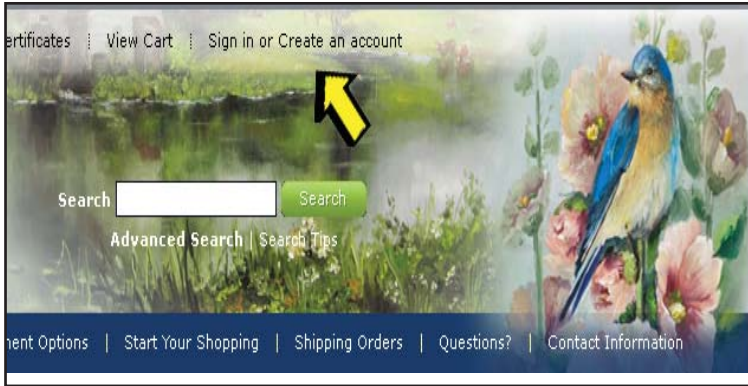 ertificates | View Cart | Sign in or Create an account
Search Search
Advanced Search | Search Tips
nent Options | Start Your Shopping | Shipping Orders | Questions? | Contact Information